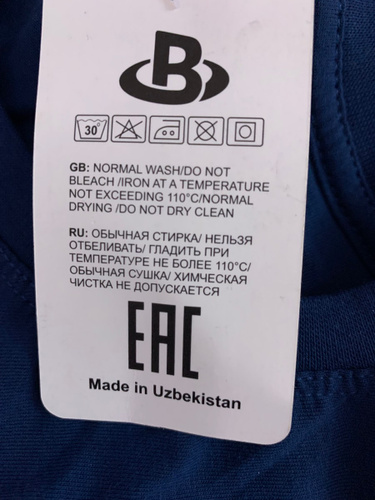 B
30°
GB: NORMAL WASH/DO NOT
BLEACH /IRON AT A TEMPERATURE
NOT EXCEEDING 110°C/NORMAL
DRYING /DO NOT DRY CLEAN
RU: ОБЫЧНАЯ СТИРКА/ НЕЛЬЗЯ
ОТБЕЛИВАТЬ/ ГЛАДИТЬ ПРИ
ТЕМПЕРАТУРЕ НЕ БОЛЕЕ 110°C/
ОБЫЧНАЯ СУШКА/ ХИМЧЕСКАЯ
ЧИСТКА НЕ ДОПУСКАЕТСЯ
EAC
Made in Uzbekistan